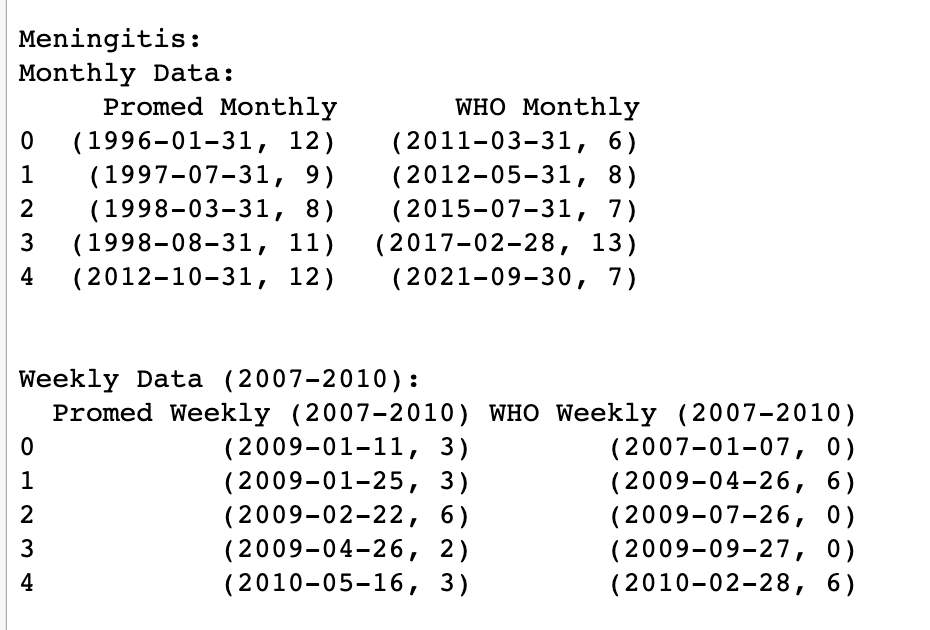 Meningitis:
Monthly Data:
Promed Monthly WHO Monthly
0 (1996-01-31, 12) (2011-03-31, 6)
1 (1997-07-31, 9) (2012-05-31, 8)
2 (1998-03-31, 8) (2015-07-31, 7)
3 (1998-08-31, 11) (2017-02-28, 13)
4 (2012-10-31, 12) (2021-09-30, 7)
Weekly Data (2007-2010):
Promed Weekly (2007-2010) WHO Weekly (2007-2010)
0 (2009-01-11, 3) (2007-01-07, 0)
1 (2009-01-25, 3) (2009-04-26, 6)
2 (2009-02-22, 6) (2009-07-26, 0)
3 (2009-04-26, 2) (2009-09-27, 0)
4 (2010-05-16, 3) (2010-02-28, 6)